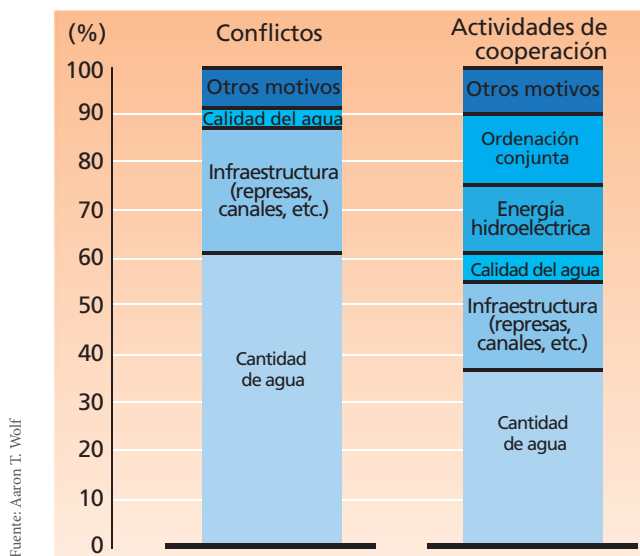 (%)
Conflictos
Actividades de
cooperación
100
90
80
70
60
50
40
30
20
10
0
Otros motivos
Calidad del agua
Infraestructura
(represas,
canales, etc.)
Cantidad
de agua
Otros motivos
Ordenación
conjunta
Energía
hidroeléctrica
Calidad del agua
Infraestructura
(represas,
canales, etc.)
Cantidad
de agua
Fuente: Aaron T. Wolf